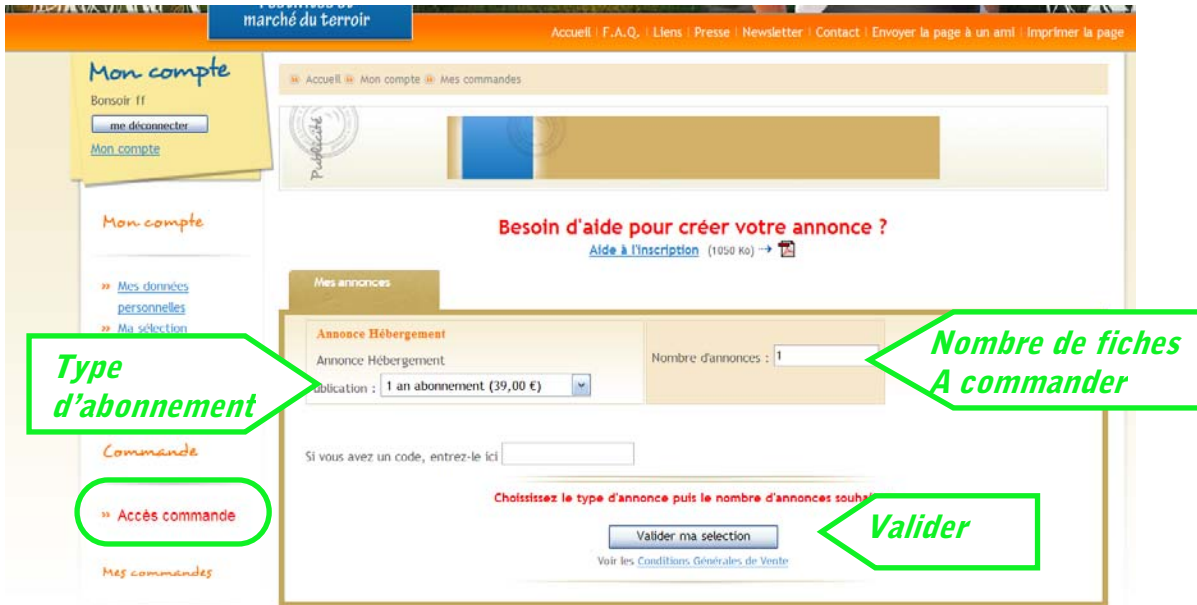 marché du terroir
Accueil | F.A.Q. | Liens | Presse | Newsletter | Contact | Envoyer la page à un ami | Imprimer la page
Mon compte
Bonsoir ff
me déconnecter
Mon compte
Accueil Mon compte Mes commandes
Publicité
Mon compte
Mes données
personnelles
Ma sélection
Besoin d'aide pour créer votre annonce ?
Aide à l'inscription (1050 Ko)
Mes annonces
Annonce Hébergement
Annonce Hébergement
Publication : 1 an abonnement (39,00 €)
Nombre d'annonces : 1
Type
d'abonnement
Nombre de fiches
A commander
Commande
Accès commande
Mes commandes
Si vous avez un code, entrez-le ici
Choississez le type d'annonce puis le nombre d'annonces
Valider ma selection
Valider
Voir les Conditions Générales de Vente